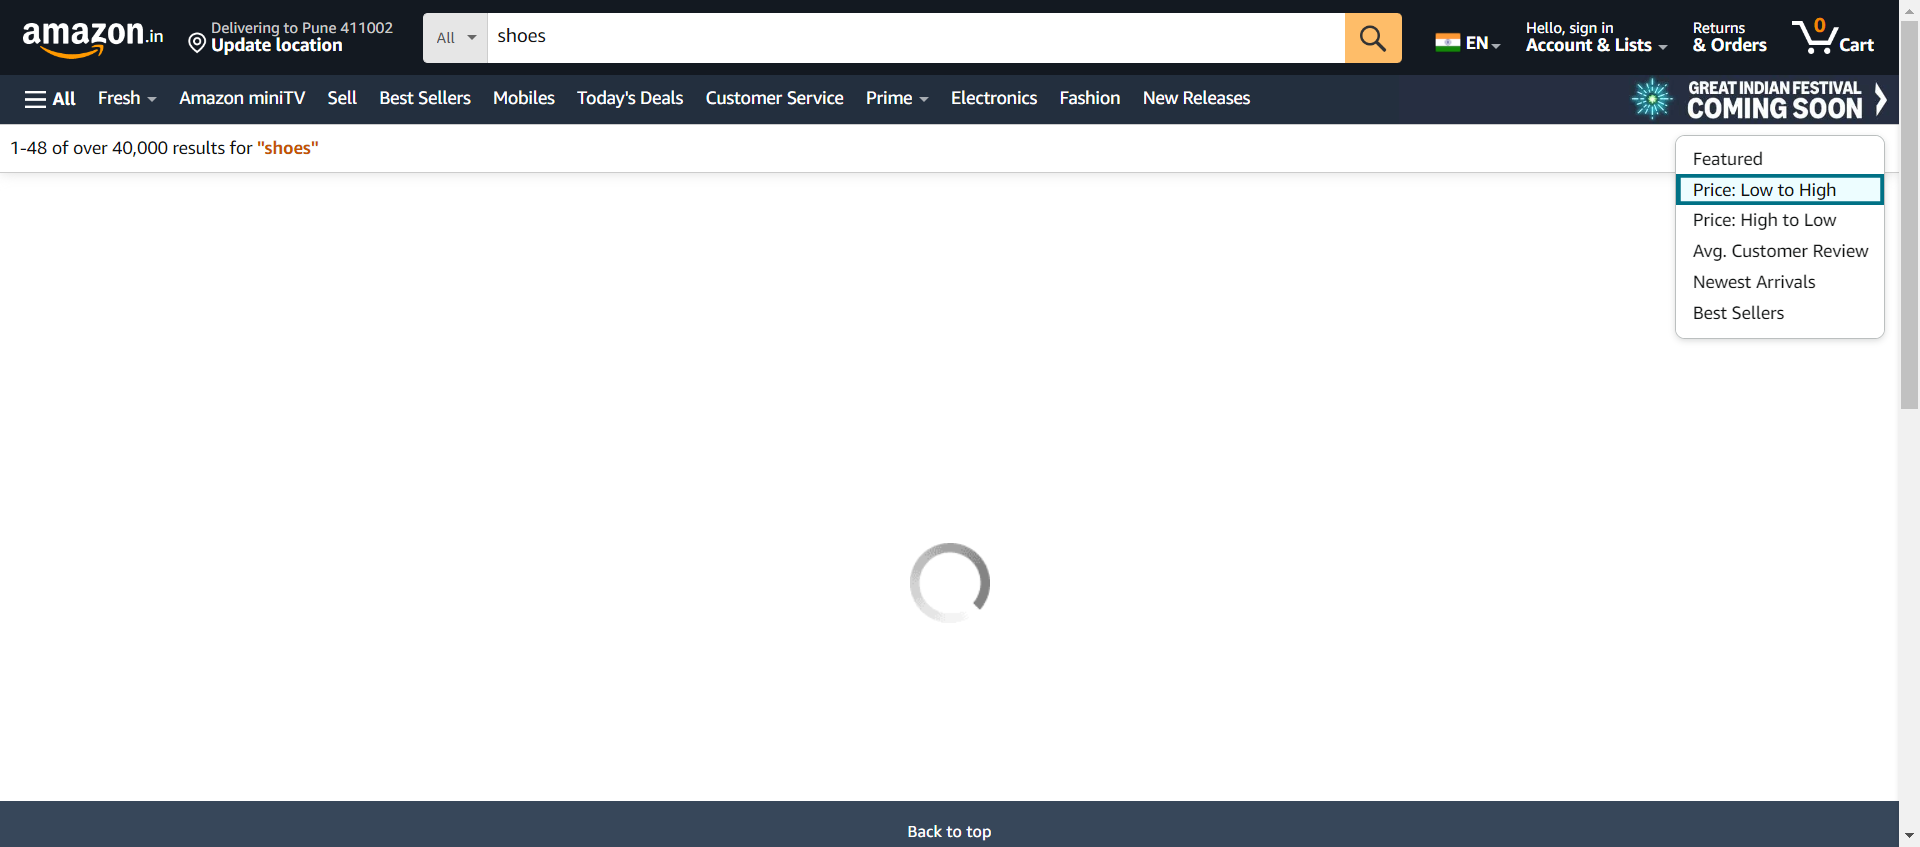 amazon.in
Delivering to Pune 411002
Update location
All
shoes
EN
Hello, sign in
Account & Lists
Returns
& Orders
0
Cart
All
Fresh
Amazon miniTV
Sell
Best Sellers
Mobiles
Today's Deals
Customer Service
Prime
Electronics
Fashion
New Releases
GREAT INDIAN FESTIVAL
COMING SOON
1-48 of over 40,000 results for "shoes"
Featured
Price: Low to High
Price: High to Low
Avg. Customer Review
Newest Arrivals
Best Sellers
Back to top